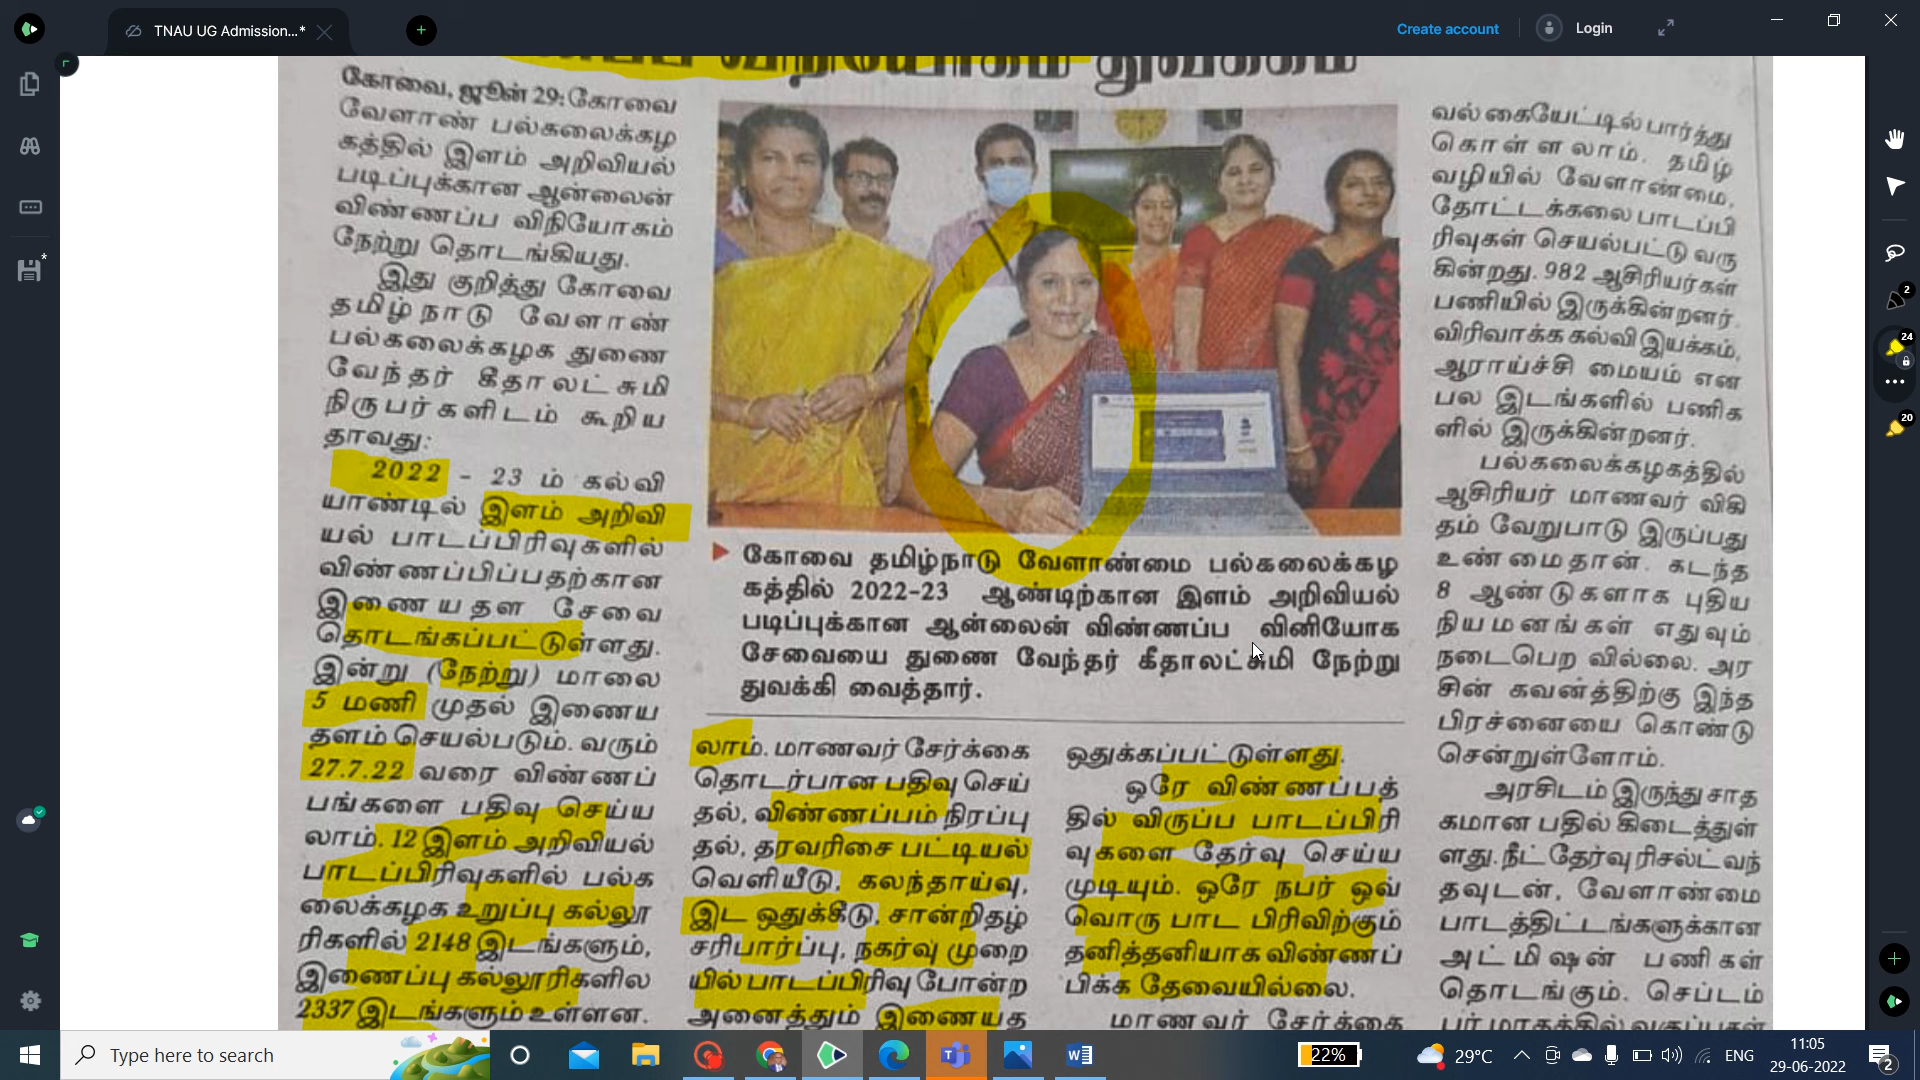 TNAU UG Admission...*
Create account
Login
விரியோகம் துவக்கம்
கோவை, ஜூன் 29: கோவை
வேளாண் பல்கலைக்கழ
கத்தில் இளம் அறிவியல்
படிப்புக்கான ஆன்லைன்
விண்ணப்ப விநியோகம்
நேற்று தொடங்கியது.
இது குறித்து கோவை
தமிழ்நாடு வேளாண்
பல்கலைக்கழக துணை
வேந்தர் கீதாலட்சுமி
நிருபர்களிடம் கூறிய
தாவது:
2022 - 23 ம் கல்வி
யாண்டில் இளம் அறிவி
யல் பாடப்பிரிவுகளில்
விண்ணப்பிப்பதற்கான
இணையதள சேவை
தொடங்கப்பட்டுள்ளது.
இன்று (நேற்று) மாலை
5 மணி முதல் இணைய
தளம் செயல்படும். வரும்
27.7.22 வரை விண்ணப்
பங்களை பதிவு செய்ய
லாம். 12 இளம் அறிவியல்
பாடப்பிரிவுகளில் பல்க
லைக்கழக உறுப்பு கல்லூ
ரிகளில் 2148 இடங்களும்,
இணைப்பு கல்லூரிகளில
2337 இடங்களும் உள்ளன.
கோவை தமிழ்நாடு வேளாண்மை பல்கலைக்கழ
கத்தில் 2022-23 ஆண்டிற்கான இளம் அறிவியல்
படிப்புக்கான ஆன்லைன் விண்ணப்ப வினியோக
சேவையை துணை வேந்தர் கீதாலட்சுமி நேற்று
துவக்கி வைத்தார்.
லாம். மாணவர் சேர்க்கை
தொடர்பான பதிவு செய்
தல், விண்ணப்பம் நிரப்பு
தல், தரவரிசை பட்டியல்
வெளியீடு, கலந்தாய்வு,
இட ஒதுக்கீடு, சான்றிதழ்
சரிபார்ப்பு, நகர்வு முறை
யில் பாடப்பிரிவு போன்ற
அனைத்தும் இணையத
ஒதுக்கப்பட்டுள்ளது.
ஒரே விண்ணப்பத்
தில் விருப்ப பாடப்பிரி
வுகளை தேர்வு செய்ய
முடியும். ஒரே நபர் ஒவ்
வொரு பாட பிரிவிற்கும்
தனித்தனியாக விண்ணப்
பிக்க தேவையில்லை.
மாணவர் சேர்க்கை
வல் கையேட்டில் பார்த்து
கொள்ளலாம். தமிழ்
வழியில் வேளாண்மை,
தோட்டக்கலை பாடப்பி
ரிவுகள் செயல்பட்டு வரு
கின்றது. 982 ஆசிரியர்கள்
பணியில் இருக்கின்றனர்.
விரிவாக்க கல்வி இயக்கம்,
ஆராய்ச்சி மையம் என
பல இடங்களில் பணிக
ளில் இருக்கின்றனர்.
பல்கலைக்கழகத்தில்
ஆசிரியர் மாணவர் விகி
தம் வேறுபாடு இருப்பது
உண்மைதான். கடந்த
8 ஆண்டுகளாக புதிய
நியமனங்கள் எதுவும்
நடைபெற வில்லை. அர
சின் கவனத்திற்கு இந்த
பிரச்னையை கொண்டு
சென்றுள்ளோம்.
அரசிடம் இருந்து சாத
கமான பதில் கிடைத்துள்
ளது. நீட் தேர்வு ரிசல்ட் வந்
தவுடன், வேளாண்மை
பாடத்திட்டங்களுக்கான
அட்மிஷன் பணிகள்
தொடங்கும். செப்டம்
பர் மாதத்தில் வகுப்புகள்
2
24
20
Type here to search
22%
29°C
ENG
11:05
29-06-2022
2